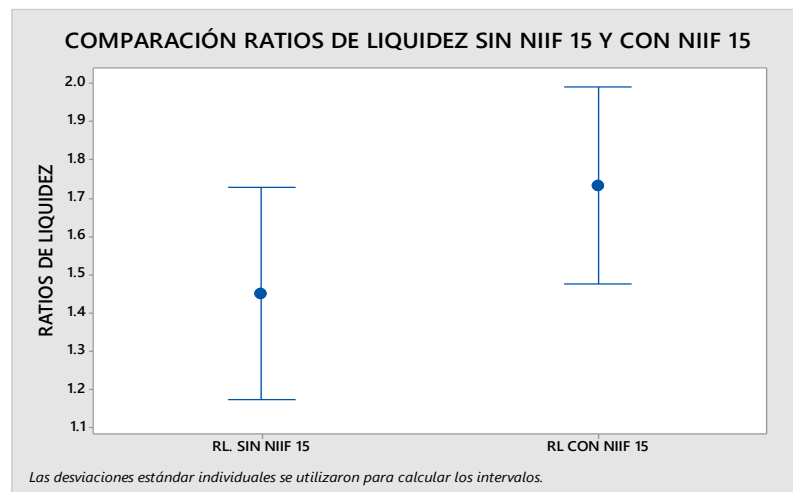 COMPARACIÓN RATIOS DE LIQUIDEZ SIN NIIF 15 Y CON NIIF 15
RATIOS DE LIQUIDEZ
2.0
1.9
1.8
1.7
1.6
1.5
1.4
1.3
1.2
1.1
RL. SIN NIIF 15
RL CON NIIF 15
Las desviaciones estándar individuales se utilizaron para calcular los intervalos.